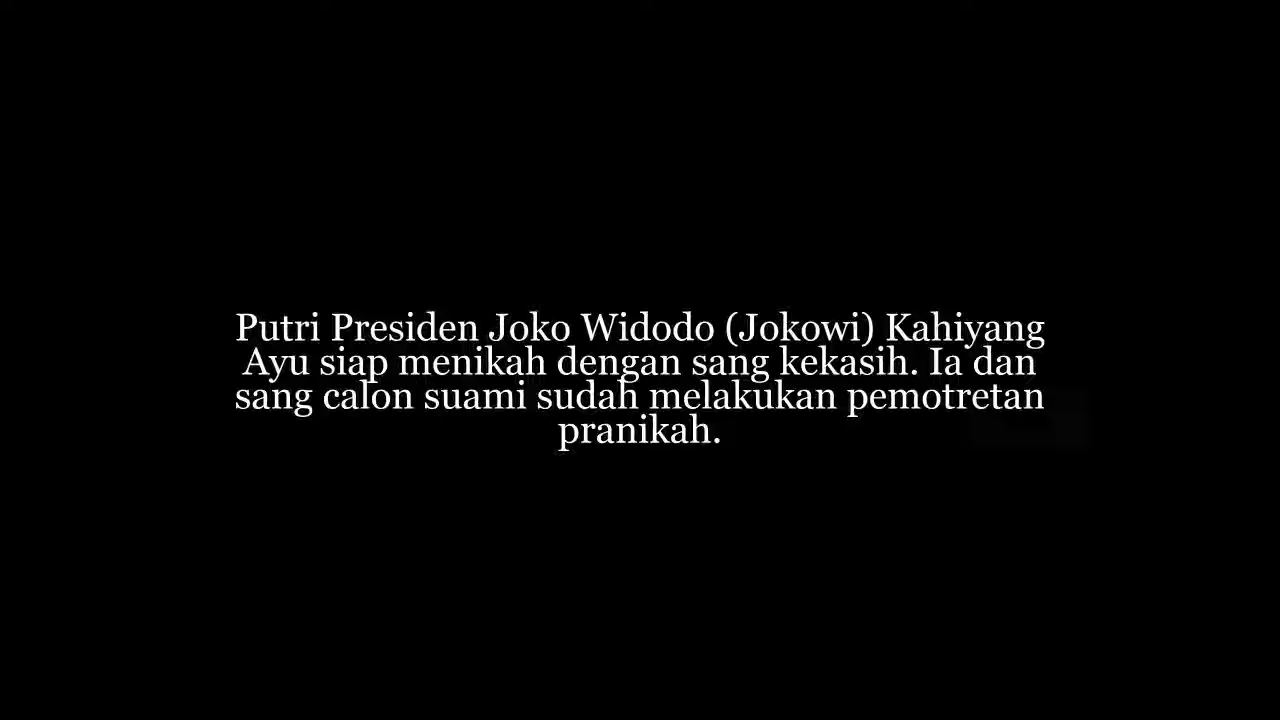 Putri Presiden Joko Widodo (Jokowi) Kahiyang
Ayu siap menikah dengan sang kekasih. Ia dan
sang calon suami sudah melakukan pemotretan
pranikah.